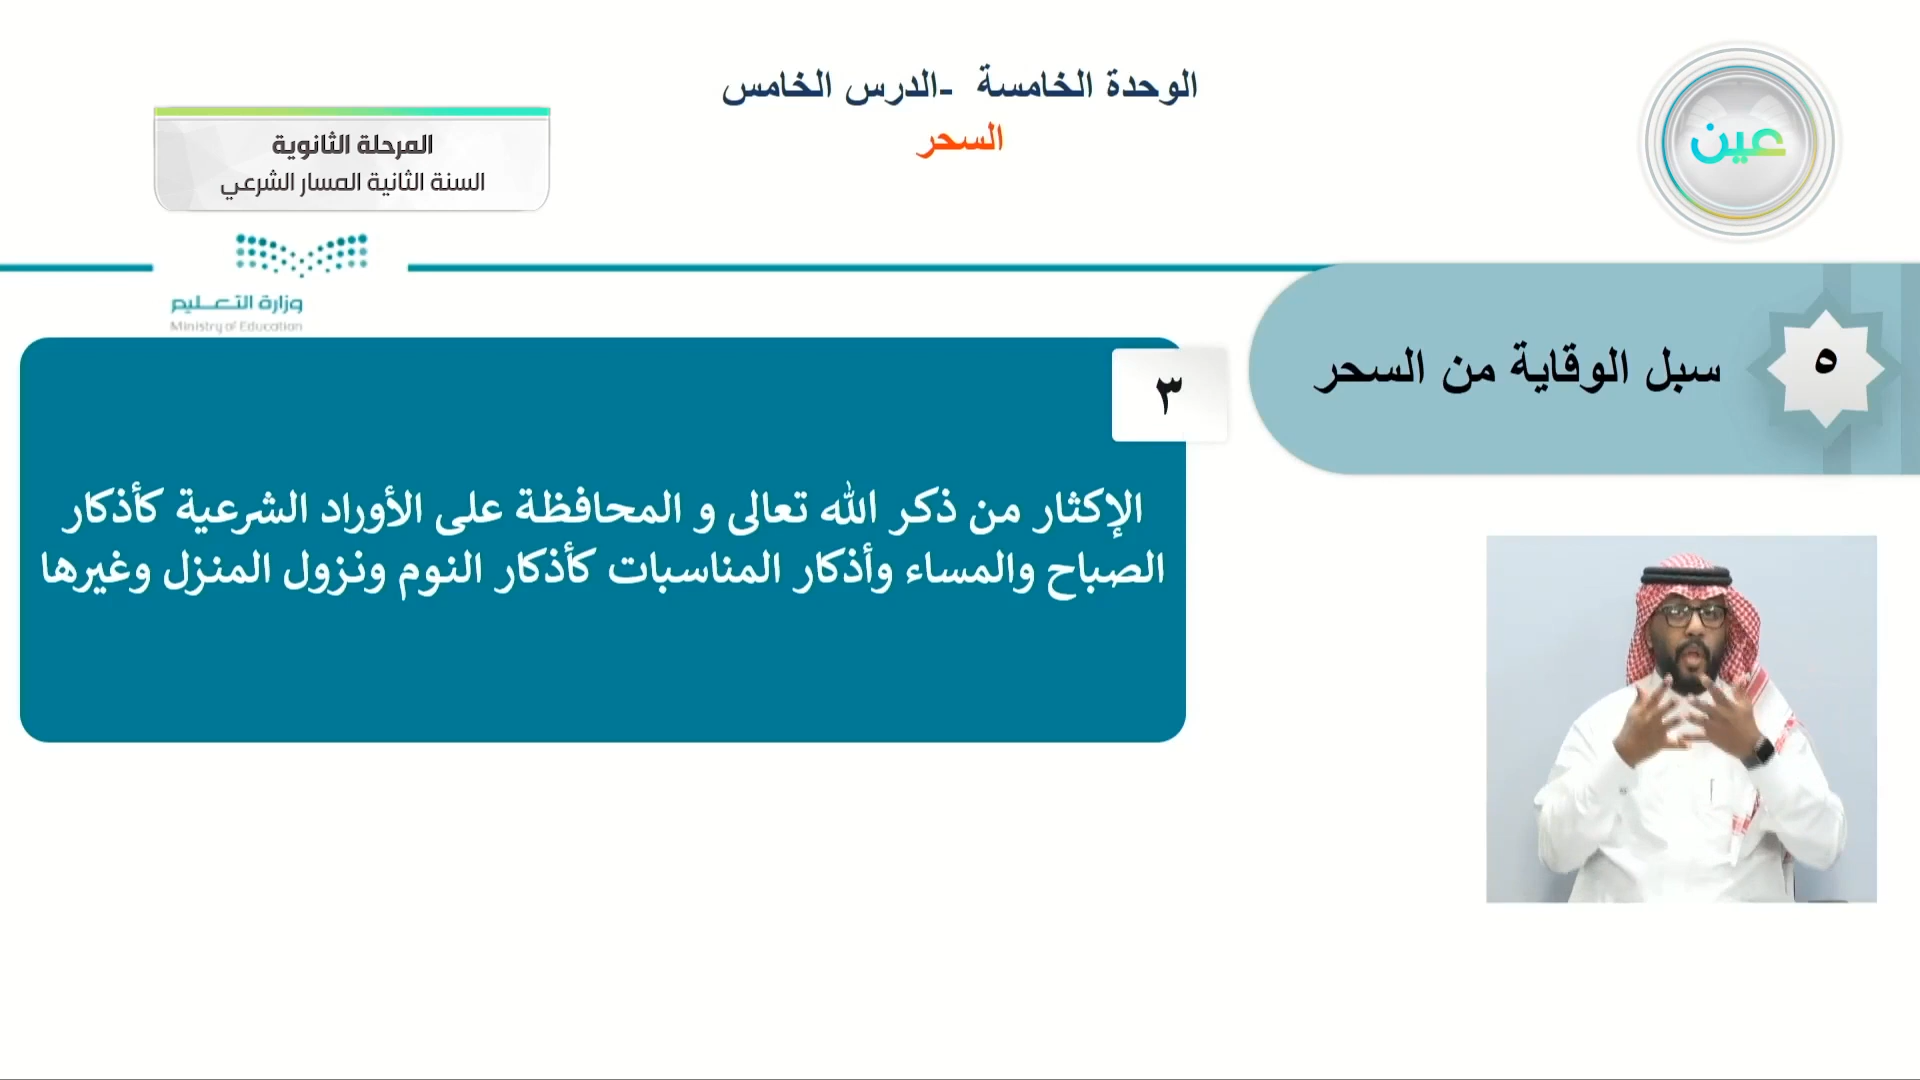 الوحدة الخامسة -الدرس الخامس
السحر
عين
المرحلة الثانوية
السنة الثانية المسار الشرعي
وزارة التعليم
Ministry of Education
٥
سبل الوقاية من السحر
٣
الإكثار من ذكر الله تعالى و المحافظة على الأوراد الشرعية كأذكار
الصباح والمساء وأذكار المناسبات كأذكار النوم ونزول المنزل وغيرها